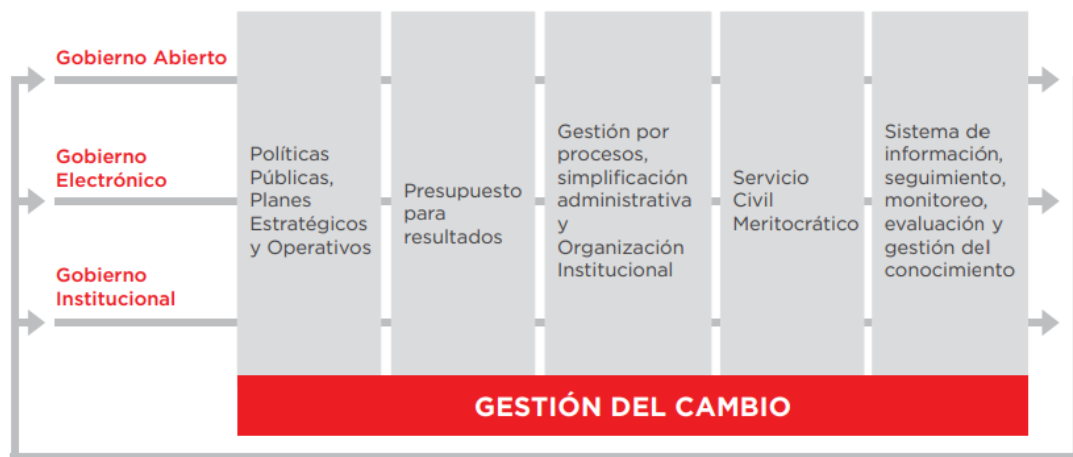 Gobierno Abierto
Gobierno
Electrónico
Gobierno
Institucional
Políticas
Públicas,
Planes
Estratégicos
y Operativos
Presupuesto
para
resultados
Gestión por
procesos,
simplificación
administrativa
y
Organización
Institucional
Servicio
Civil
Meritocrático
Sistema de
información,
seguimiento,
monitoreo,
evaluación y
gestión del
conocimiento
GESTIÓN DEL CAMBIO